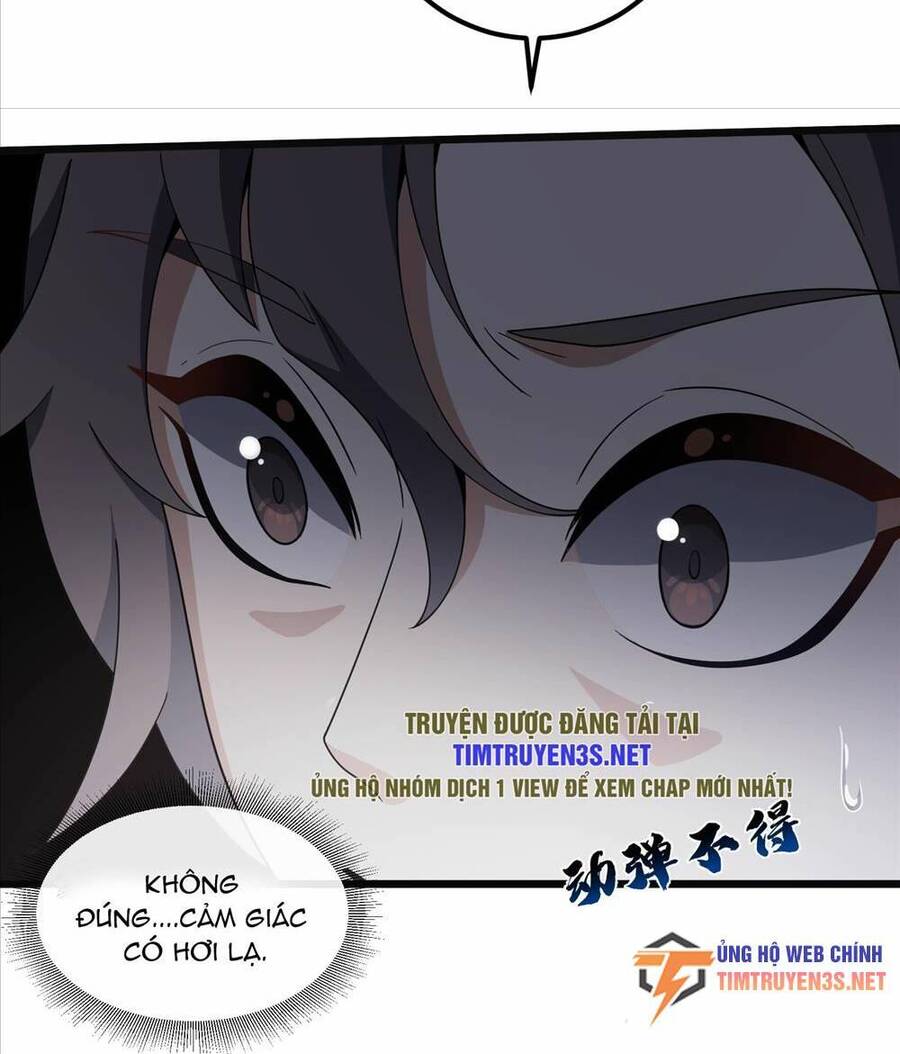 TRUYỆN ĐƯỢC ĐĂNG TẢI TẠI
TIMTRUYEN3S.NET
ỦNG HỘ NHÓM DỊCH 1 VIEW ĐỂ XEM CHAP MỚI NHẤT!
动弹不得
KHÔNG
ĐÚNG....CẢM GIÁC
CÓ HƠI LẠ.
ỦNG HỘ WEB CHÍNH
TIMTRUYEN3S.NET